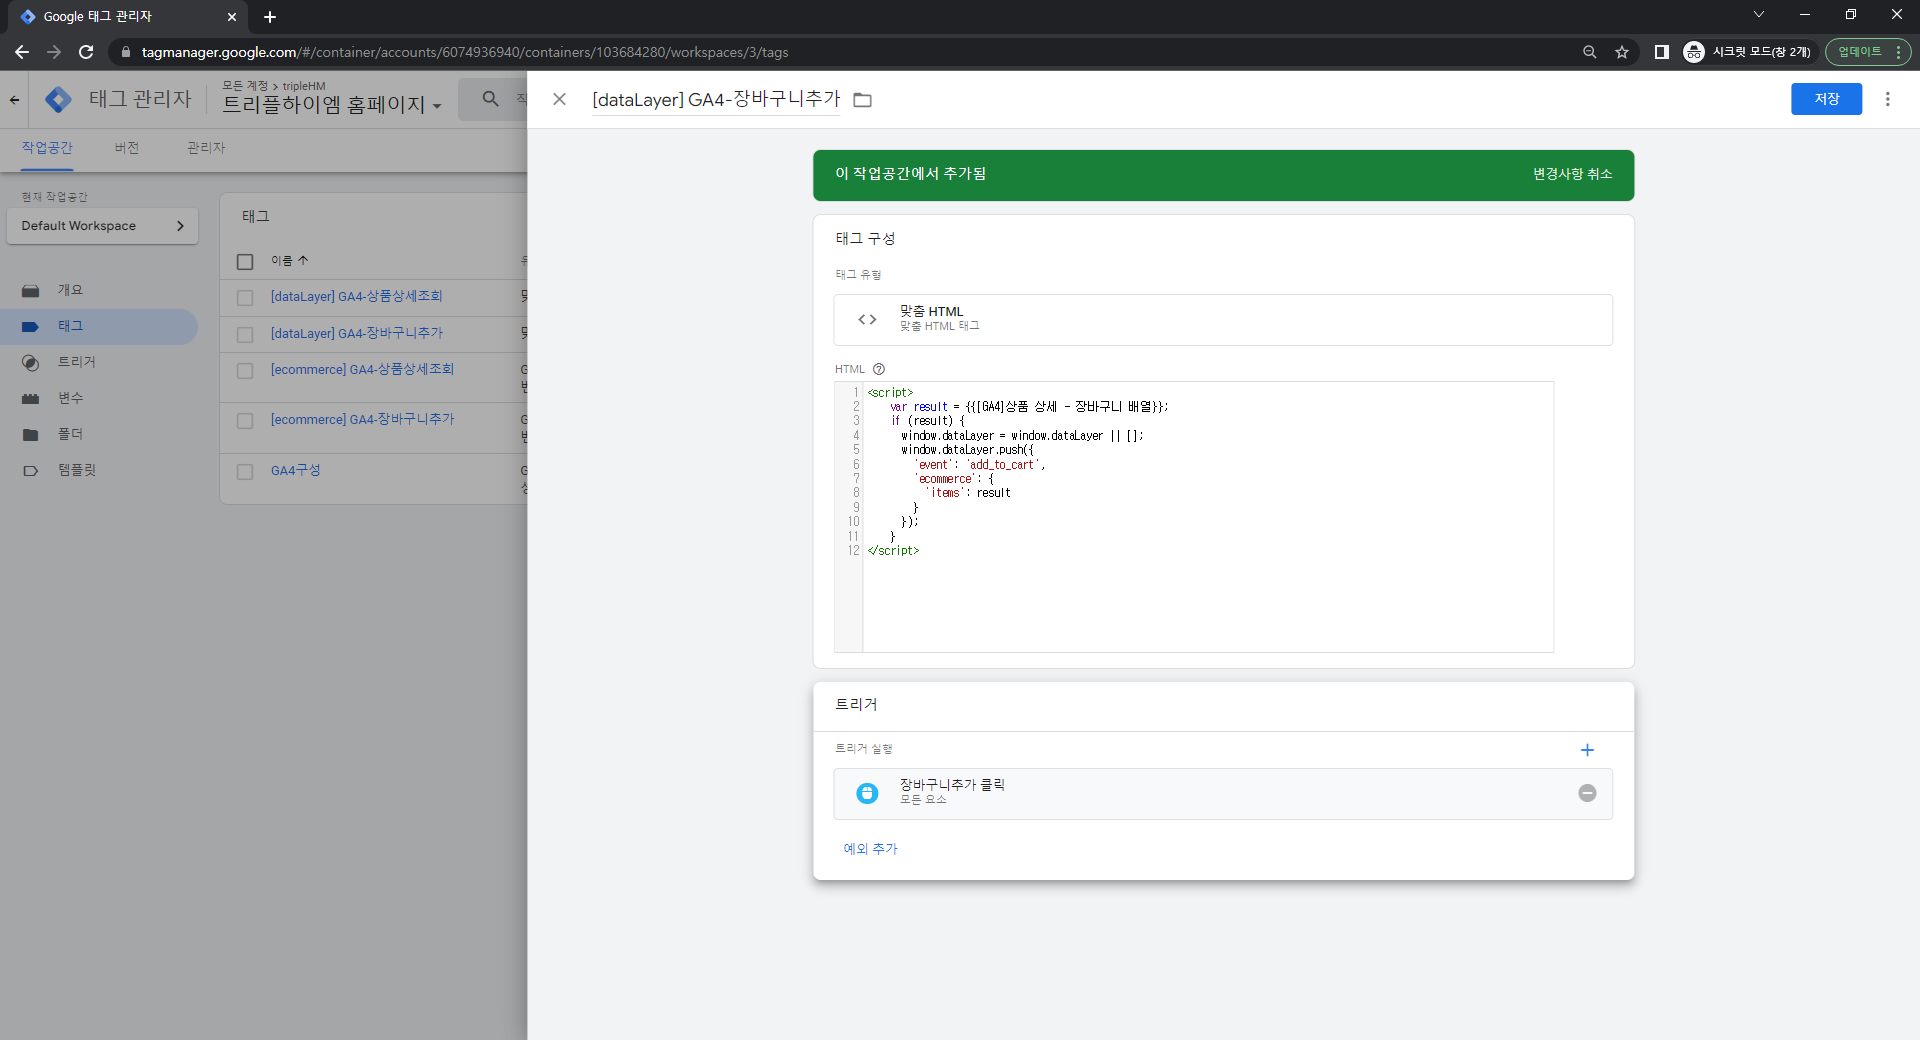 Google 태그 관리자
tagmanager.google.com/#/container/accounts/6074936940/containers/103684280/workspaces/3/tags
시크릿 모드(창 2개)
업데이트
태그 관리자
모든 계정 > tripleHM
트리플하이엠 홈페이지
작업공간
버전
관리자
현재 작업공간
Default Workspace
개요
태그
트리거
변수
폴더
템플릿
태그
이름
[dataLayer] GA4-상품상세조회
[dataLayer] GA4-장바구니추가
[ecommerce] GA4-상품상세조회
[ecommerce] GA4-장바구니추가
GA4구성
[dataLayer] GA4-장바구니추가
저장
이 작업공간에서 추가됨
변경사항 취소
태그 구성
태그 유형
맞춤 HTML
맞춤 HTML 태그
HTML
1 <script>
2 var result = {{[GA4]상품 상세 - 장바구니 배열}};
3 if (result) {
4 window.dataLayer = window.dataLayer || [];
5 window.dataLayer.push({
6 'event': 'add_to_cart',
7 'ecommerce': {
8 'items': result
9 }
10 });
11 }
12 </script>
트리거
트리거 실행
장바구니추가 클릭
모든 요소
예외 추가